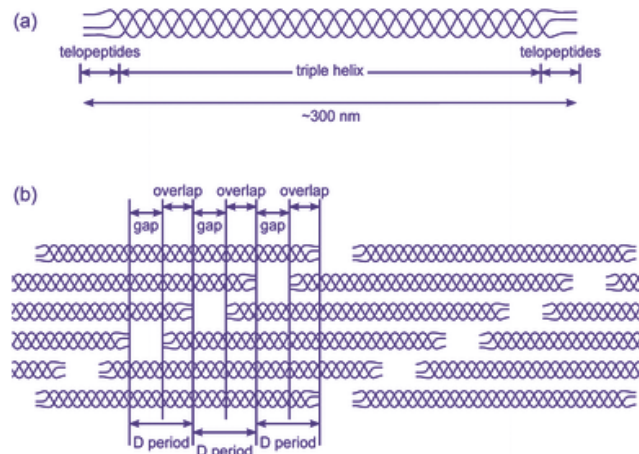 (a)
telopeptides telopeptides
triple helix
~300 nm
(b)
overlap overlap overlap
gap gap gap
D period D period D period